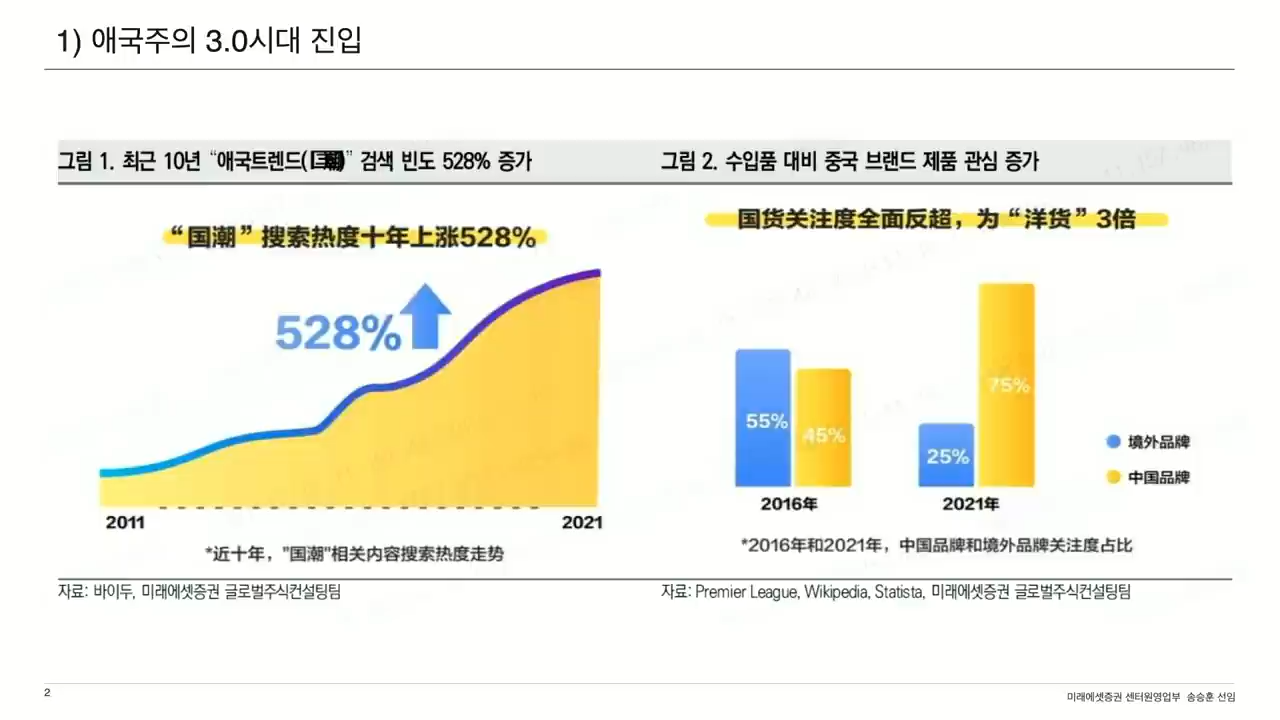 1) 애국주의 3.0시대 진입
그림 1. 최근 10년 “애국트렌드( )” 검색 빈도 528% 증가
“国潮”搜索热度十年上涨528%
528%
2011
2021
*近十年，"国潮"相关内容搜索热度走势
자료: 바이두, 미래에셋증권 글로벌주식컨설팅팀
그림 2. 수입품 대비 중국 브랜드 제품 관심 증가
国货关注度全面反超，为“洋货”3倍
55%
45%
25%
75%
2016年
2021年
境外品牌
中国品牌
*2016年和2021年，中国品牌和境外品牌关注度占比
자료: Premier League, Wikipedia, Statista, 미래에셋증권 글로벌주식컨설팅팀
2
미래에셋증권 센터원영업부 송승훈 선임